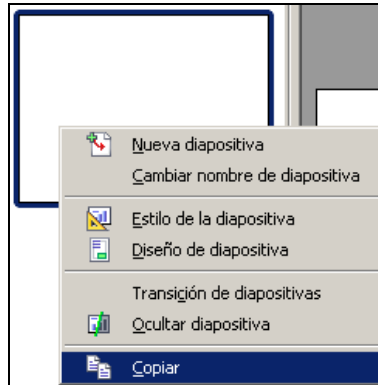 Nueva diapositiva
Cambiar nombre de diapositiva
Estilo de la diapositiva
Diseño de diapositiva
Transición de diapositivas
Ocultar diapositiva
Copiar